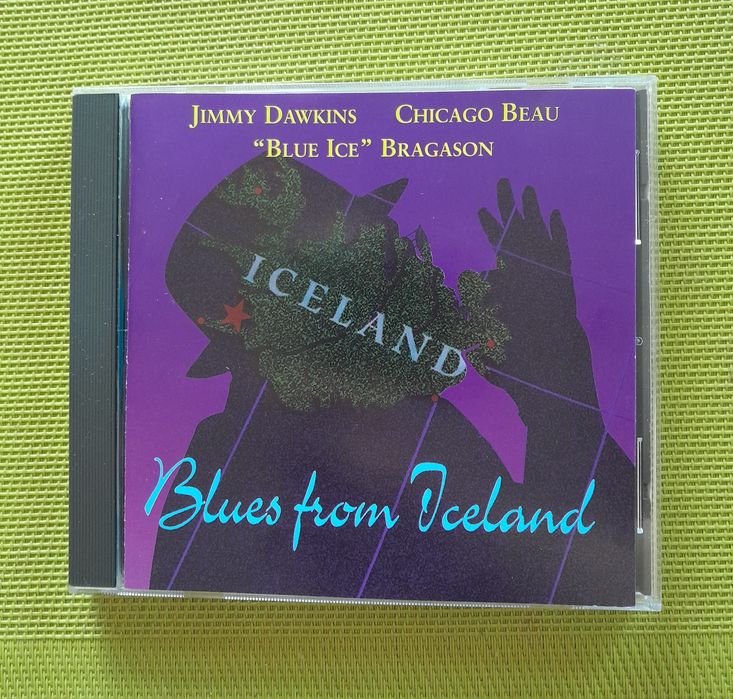 JIMMY DAWKINS CHICAGO BEAU
“BLUE ICE” BRAGASON
ICELAND
Blues from Iceland